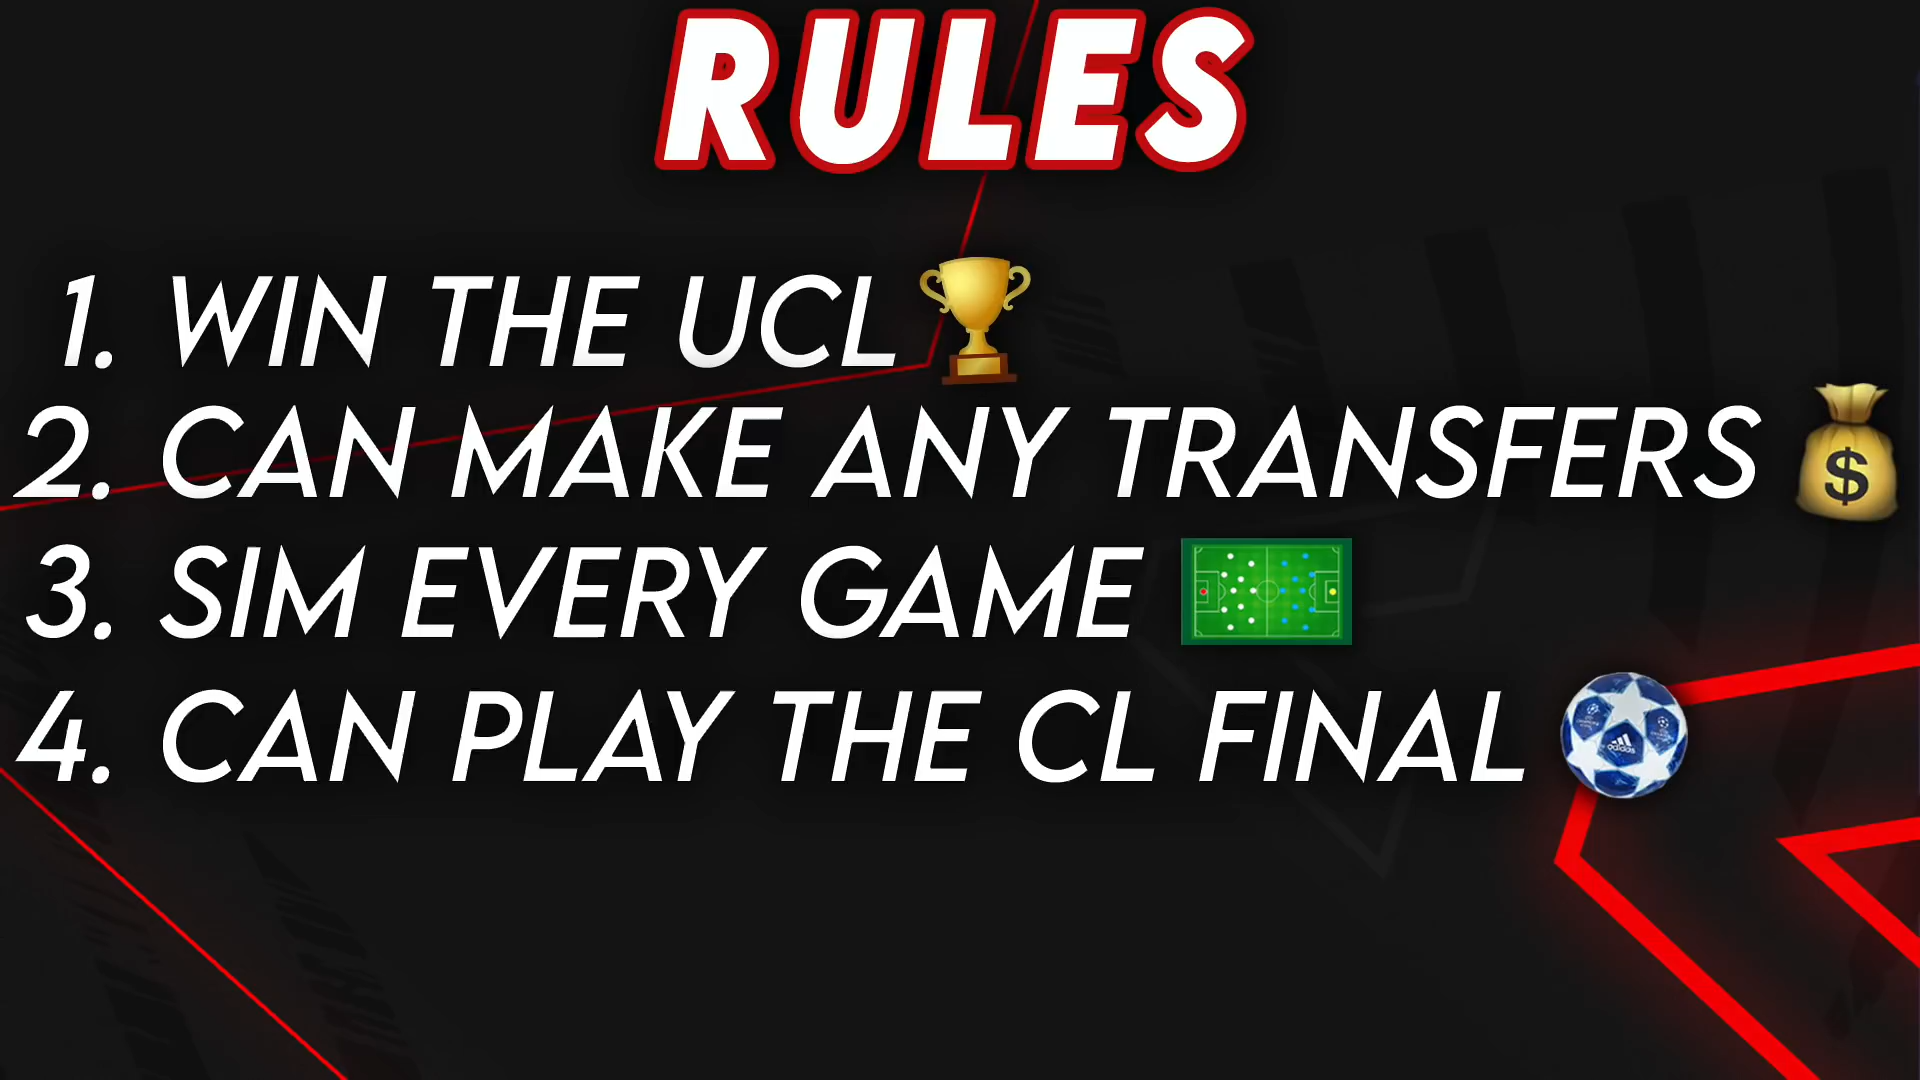 RULES
1. WIN THE UCL
2. CAN MAKE ANY TRANSFERS
$
3. SIM EVERY GAME
4. CAN PLAY THE CL FINAL
adidas